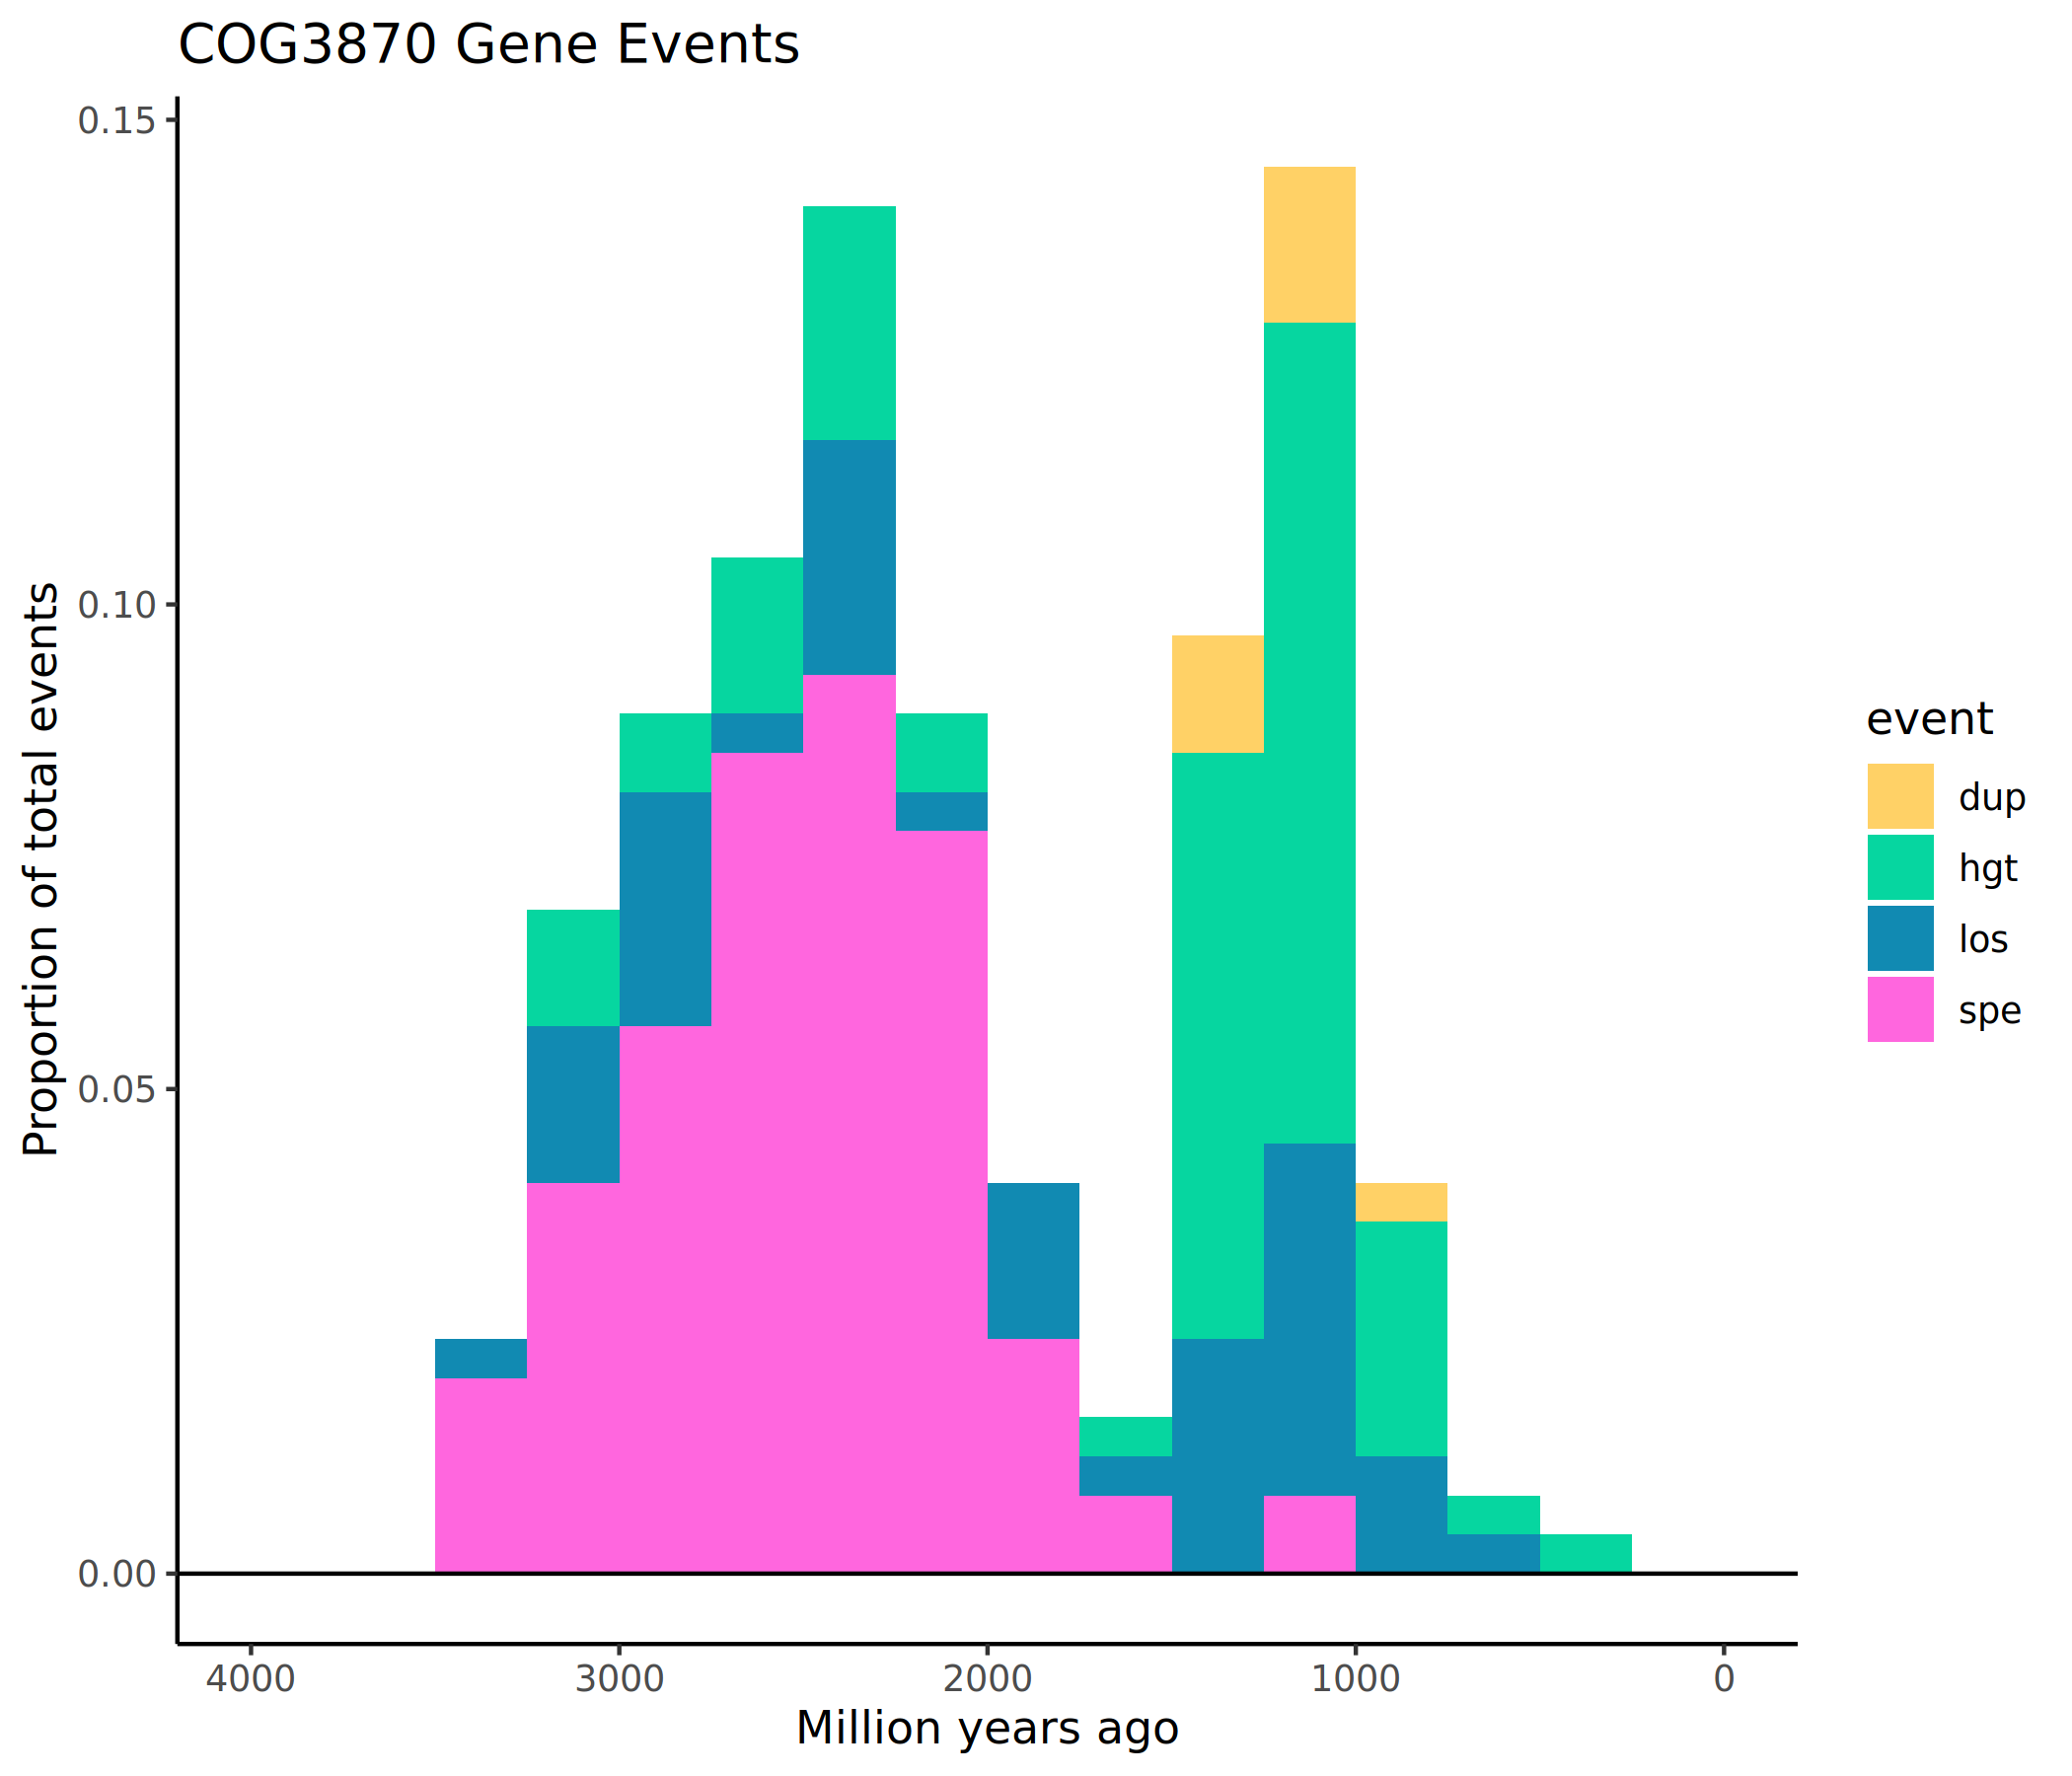 COG3870 Gene Events
0.15
0.10
0.05
0.00
Proportion of total events
4000 3000 2000 1000 0
Million years ago
event
dup
hgt
los
spe